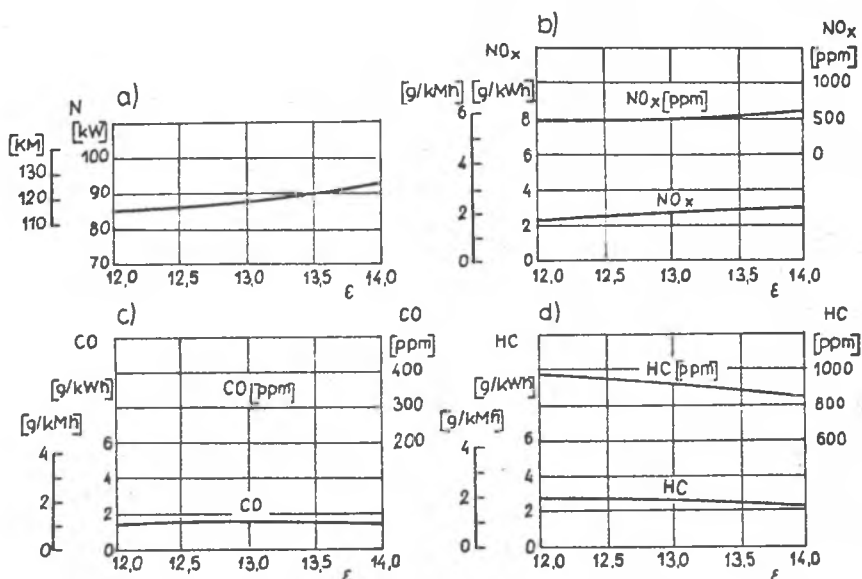 a)
N
[kW]
[KM]
100
130
90
120
110
80
70
12,0 12,5 13,0 13,5 14,0
ε
b)
NOx
NOx
[ppm]
[g/kMh] [g/kWh]
1000
NOx[ppm]
6
8
500
6
0
4
4
NOx
2
2
0
0
12,0 12,5 13,0 13,5 14,0
ε
c)
CO
CO
[ppm]
400
[g/kWh]
CO[ppm]
300
[g/kMh]
6
200
4
4
2
CO
2
0
0
12,0 12,5 13,0 13,5 14,0
ε
d)
HC
HC
[ppm]
HC[ppm]
1000
[g/kWh]
800
[g/kMh]
6
600
4
4
HC
2
2
0
0
12,0 12,5 13,0 13,5 14,0
ε